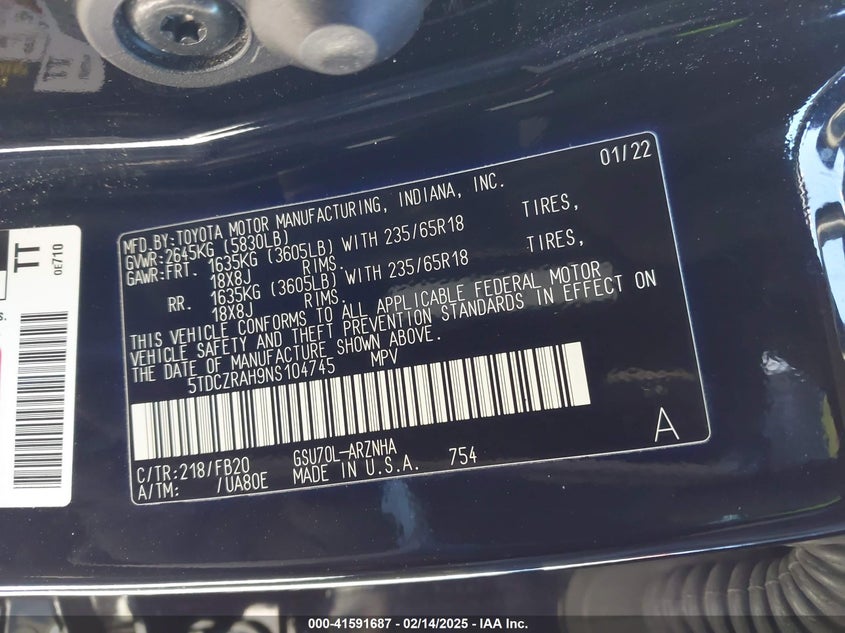 01/22
MFD.BY:TOYOTA MOTOR MANUFACTURING, INDIANA, INC.
GVWR:2645KG (5830LB)
GAWR:FRT. 1635KG (3605LB) WITH 235/65R18 TIRES,
18X8J RIMS.
RR. 1635KG (3605LB) WITH 235/65R18 TIRES,
18X8J RIMS.
THIS VEHICLE CONFORMS TO ALL APPLICABLE FEDERAL MOTOR
VEHICLE SAFETY AND THEFT PREVENTION STANDARDS IN EFFECT ON
THE DATE OF MANUFACTURE SHOWN ABOVE.
5TDCZRAH9NS104745 MPV
C/TR:218/FB20 GSU70L-ARZNHA
A/TM: /UA80E MADE IN U.S.A. 754
A
TT
0E710
s.
TT
000-41591687 - 02/14/2025 - IAA Inc.